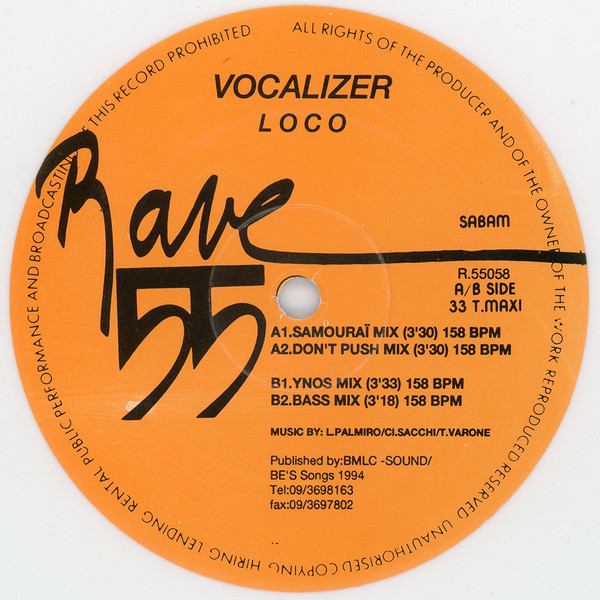 ALL RIGHTS OF THE PRODUCER AND OF THE OWNER OF THE WORK REPRODUCED RESERVED UNAUTHORISED COPYING HIRING LENDING RENTAL PUBLIC PERFORMANCE AND BROADCASTING OF THIS RECORD PROHIBITED
VOCALIZER
LOCO
Rave
55
SABAM
R.55058
A/B SIDE
33 T.MAXI
A1.SAMOURAÏ MIX (3'30) 158 BPM
A2.DON'T PUSH MIX (3'30) 158 BPM
B1.YNOS MIX (3'33) 158 BPM
B2.BASS MIX (3'18) 158 BPM
MUSIC BY: L.PALMIRO/CI.SACCHI/T.VARONE
Published by:BMLC -SOUND/
BE'S Songs 1994
Tel:09/3698163
fax:09/3697802